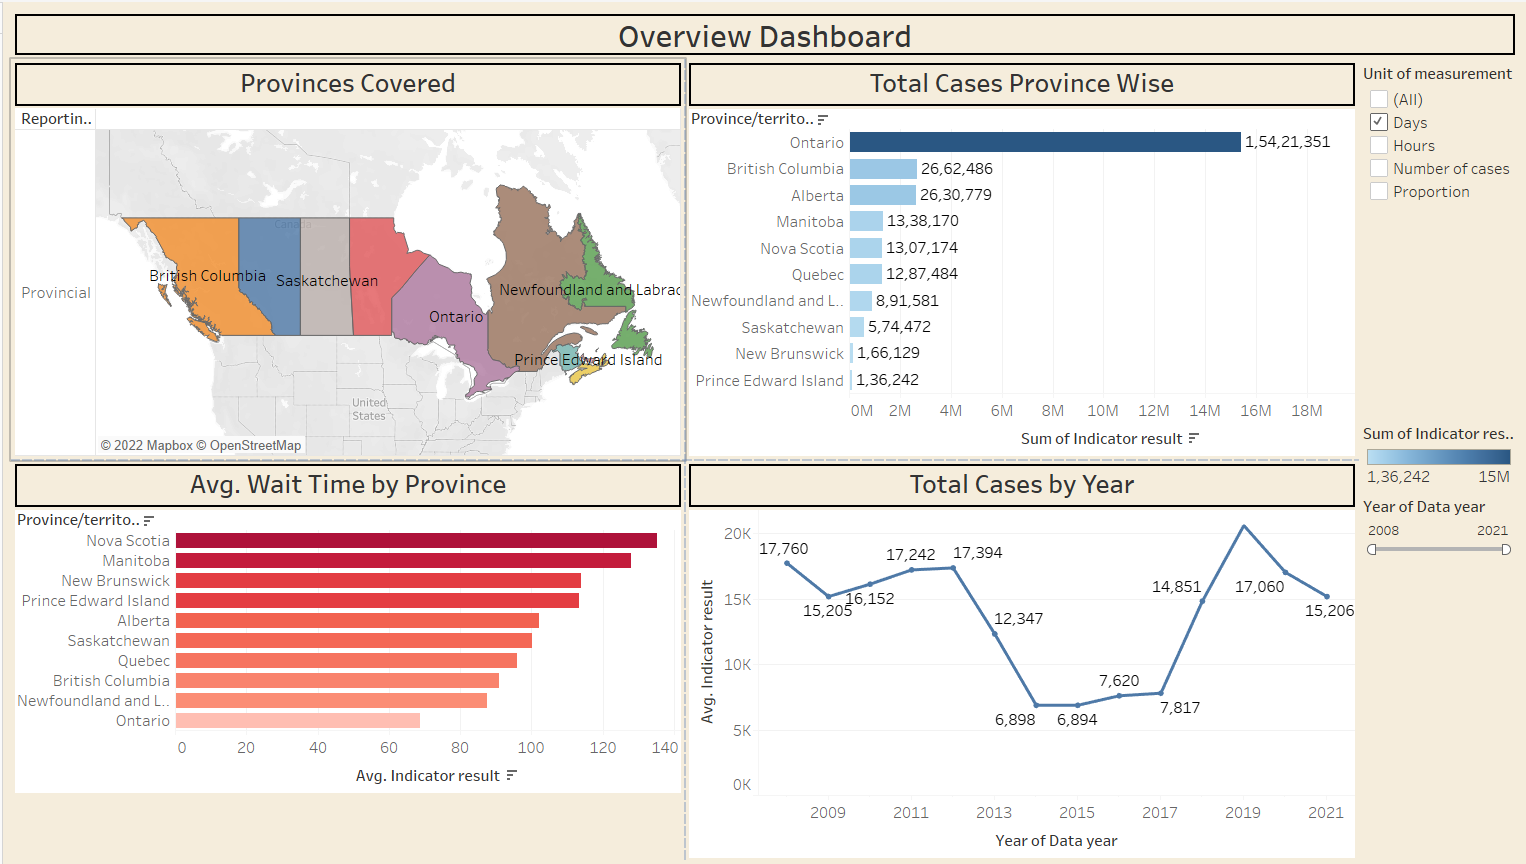 Overview Dashboard
Provinces Covered
Reportin..
Provincial
Canada
British Columbia
Saskatchewan
Newfoundland and Labrac
Ontario
Prince Edward Island
United
States
© 2022 Mapbox © OpenStreetMap
Total Cases Province Wise
Province/territo..
Ontario 1,54,21,351
British Columbia 26,62,486
Alberta 26,30,779
Manitoba 13,38,170
Nova Scotia 13,07,174
Quebec 12,87,484
Newfoundland and L.. 8,91,581
Saskatchewan 5,74,472
New Brunswick 1,66,129
Prince Edward Island 1,36,242
0M 2M 4M 6M 8M 10M 12M 14M 16M 18M
Sum of Indicator result
Unit of measurement
(All)
Days
Hours
Number of cases
Proportion
Sum of Indicator res..
1,36,242 15M
Year of Data year
2008 2021
Avg. Wait Time by Province
Province/territo..
Nova Scotia
Manitoba
New Brunswick
Prince Edward Island
Alberta
Saskatchewan
Quebec
British Columbia
Newfoundland and L..
Ontario
0 20 40 60 80 100 120 140
Avg. Indicator result
Total Cases by Year
Avg. Indicator result
20K
15K
10K
5K
0K
17,760
15,205
16,152
17,242
17,394
12,347
6,898
6,894
7,620
7,817
14,851
17,060
15,206
2009 2011 2013 2015 2017 2019 2021
Year of Data year